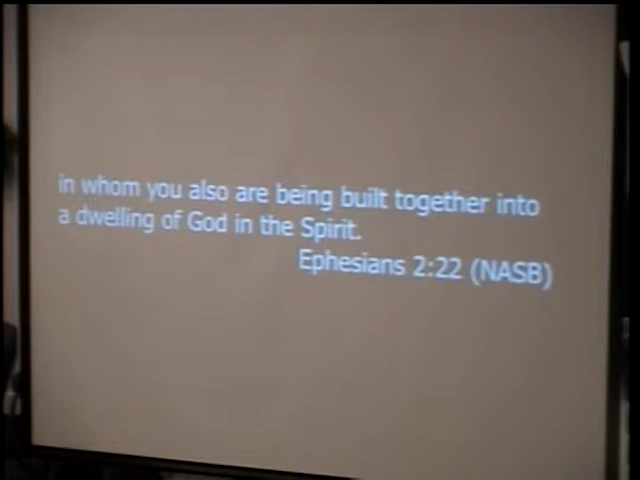 in whom you also are being built together into
a dwelling of God in the Spirit.
Ephesians 2:22 (NASB)